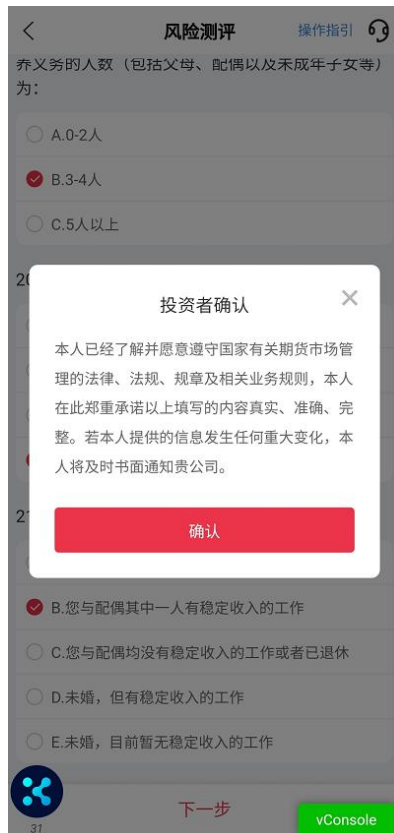 风险测评
操作指引
养义务的人数（包括父母、配偶以及未成年子女等）
为：
A.0-2人
B.3-4人
C.5人以上
20
投资者确认
本人已经了解并愿意遵守国家有关期货市场管
理的法律、法规、规章及相关业务规则，本人
在此郑重承诺以上填写的内容真实、准确、完
整。若本人提供的信息发生任何重大变化，本
人将及时书面通知贵公司。
确认
21
B.您与配偶其中一人有稳定收入的工作
C.您与配偶均没有稳定收入的工作或者已退休
D.未婚，但有稳定收入的工作
E.未婚，目前暂无稳定收入的工作
下一步
31
vConsole